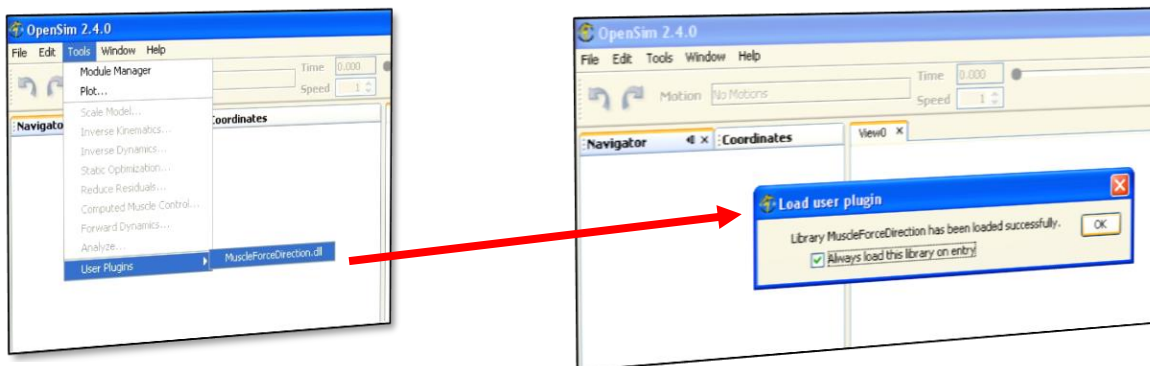 OpenSim 2.4.0
File Edit Tools Window Help
Module Manager
Plot...
Scale Model...
Inverse Kinematics...
Inverse Dynamics...
Static Optimization...
Reduce Residuals...
Computed Muscle Control...
Forward Dynamics...
Analyze...
User Plugins
MuscleForceDirection.dll
Time 0.000
Speed 1
Navigato
Coordinates
OpenSim 2.4.0
File Edit Tools Window Help
Motion No Motions
Time 0.000
Speed 1
Navigator Coordinates
View0
Load user plugin
Library MuscleForceDirection has been loaded successfully.
OK
Always load this library on entry